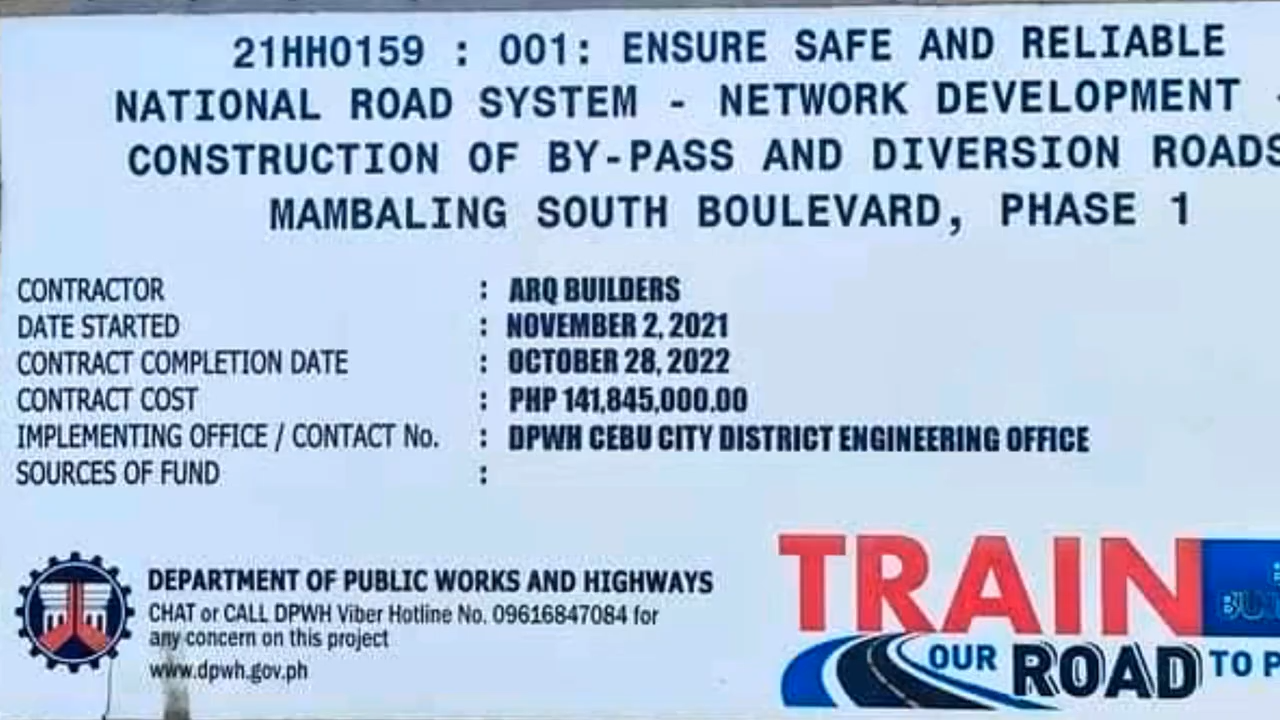 21HH0159 : 001: ENSURE SAFE AND RELIABLE
NATIONAL ROAD SYSTEM - NETWORK DEVELOPMENT -
CONSTRUCTION OF BY-PASS AND DIVERSION ROADS
MAMBALING SOUTH BOULEVARD, PHASE 1
CONTRACTOR : ARQ BUILDERS
DATE STARTED : NOVEMBER 2, 2021
CONTRACT COMPLETION DATE : OCTOBER 28, 2022
CONTRACT COST : PHP 141,845,000.00
IMPLEMENTING OFFICE / CONTACT No. : DPWH CEBU CITY DISTRICT ENGINEERING OFFICE
SOURCES OF FUND :
DEPARTMENT OF PUBLIC WORKS AND HIGHWAYS
CHAT or CALL DPWH Viber Hotline No. 09616847084 for
any concern on this project
www.dpwh.gov.ph
TRAIN
OUR ROAD TO P